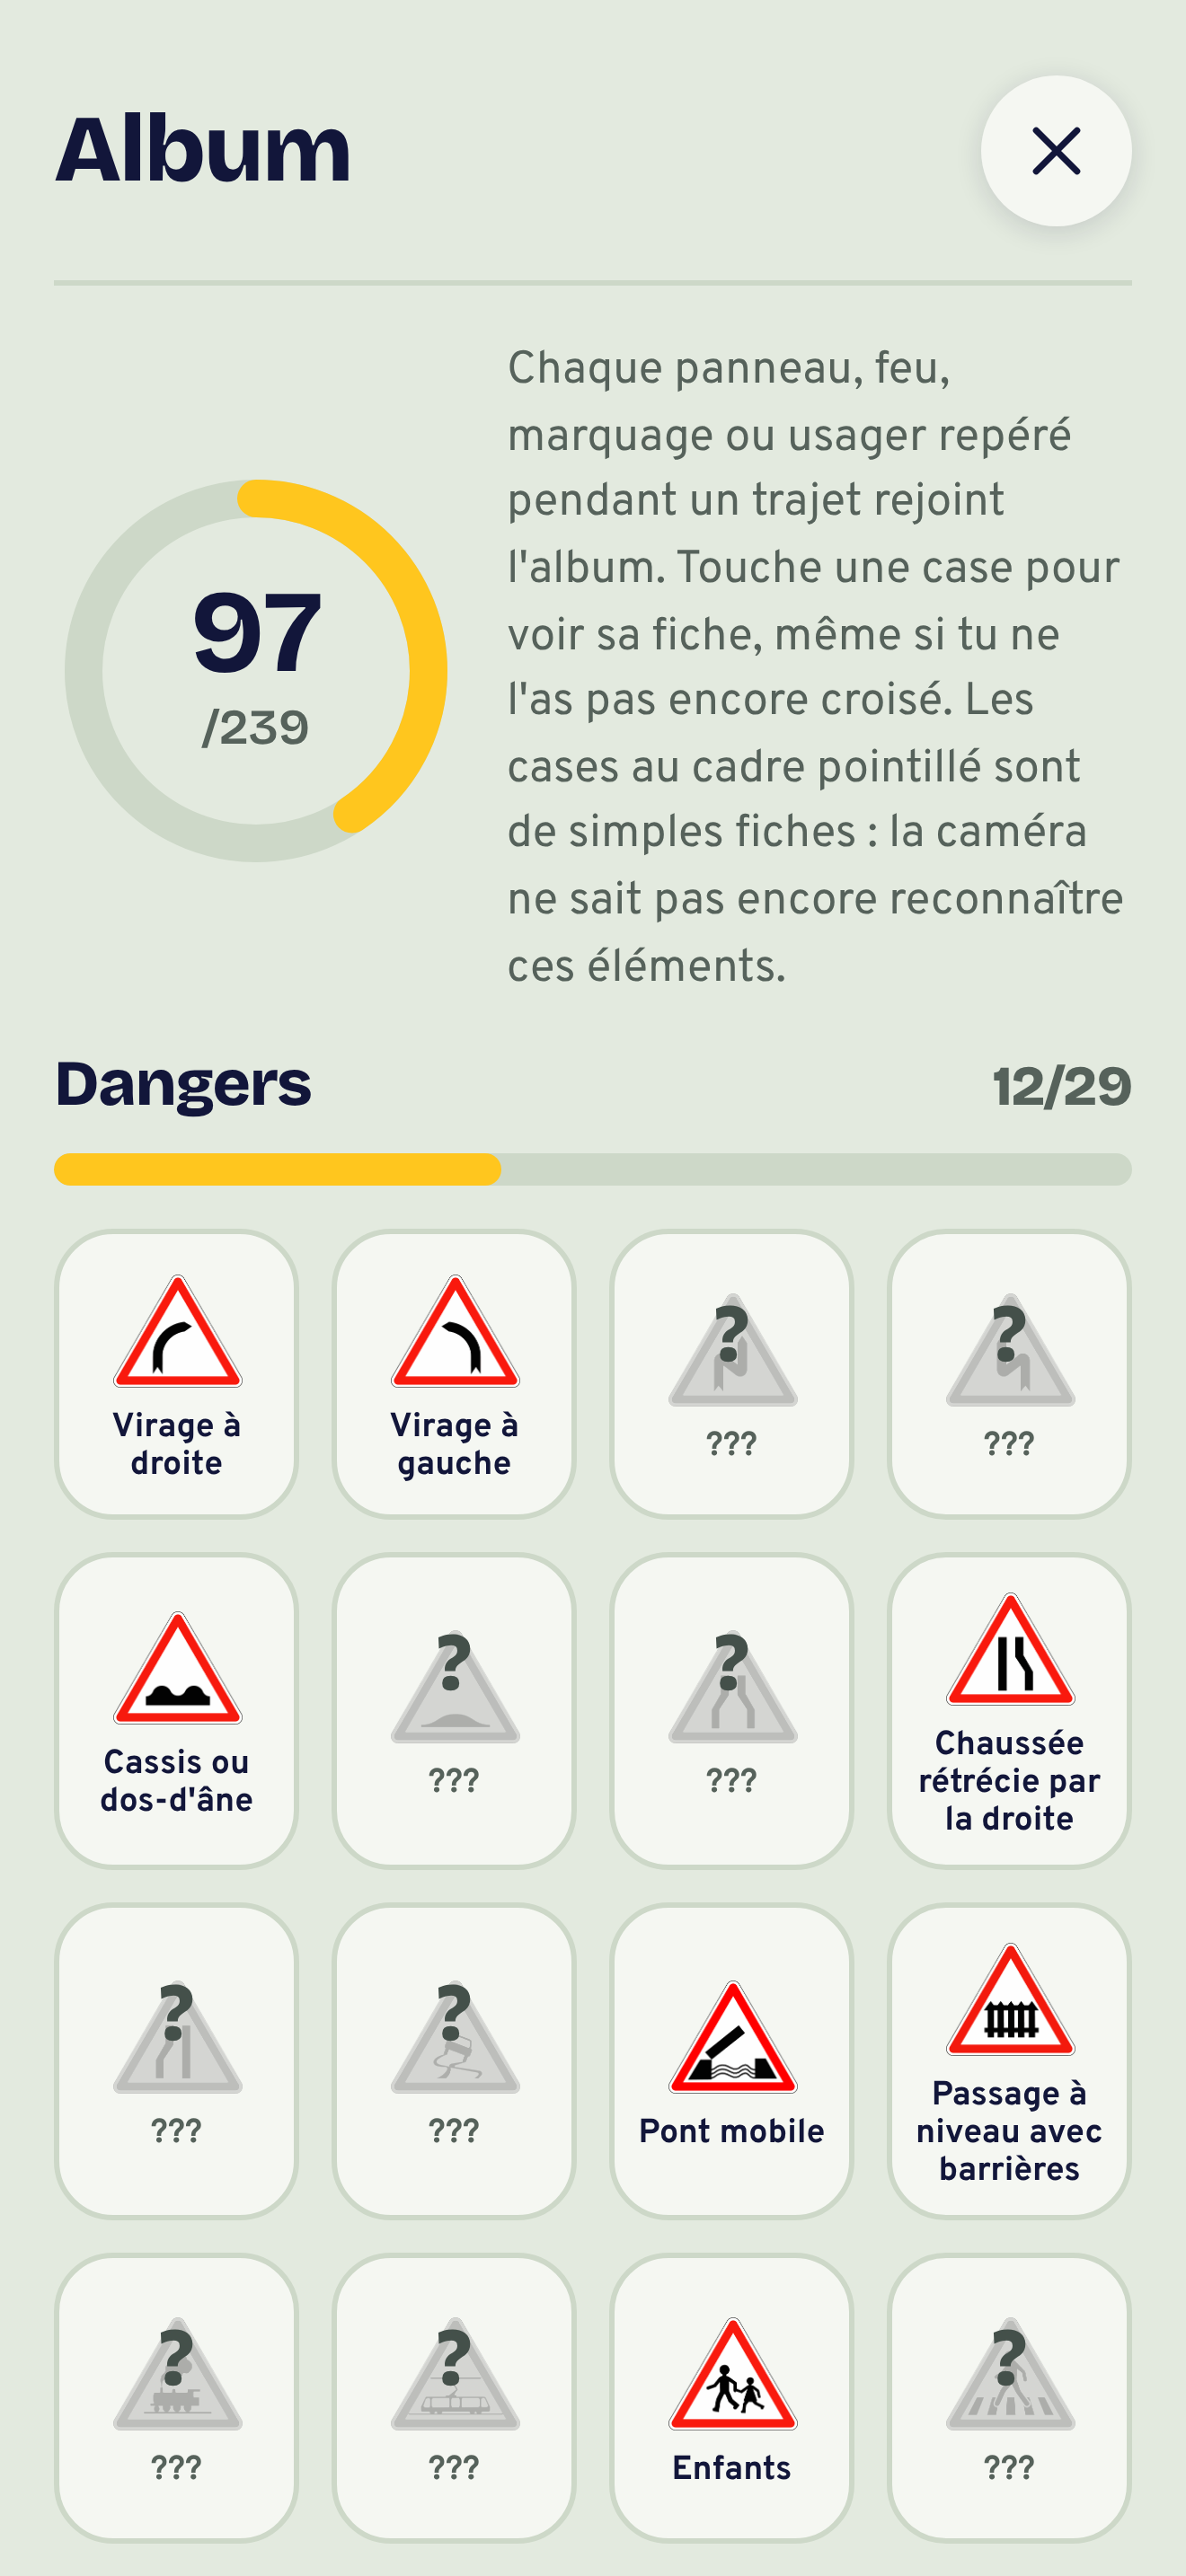 Album
97
/239
Chaque panneau, feu,
marquage ou usager repéré
pendant un trajet rejoint
l'album. Touche une case pour
voir sa fiche, même si tu ne
l'as pas encore croisé. Les
cases au cadre pointillé sont
de simples fiches : la caméra
ne sait pas encore reconnaître
ces éléments.
Dangers
12/29
Virage à
droite
Virage à
gauche
?
???
?
???
Cassis ou
dos-d'âne
?
???
?
???
Chaussée
rétrécie par
la droite
?
???
?
???
Pont mobile
Passage à
niveau avec
barrières
?
???
?
???
Enfants
?
???